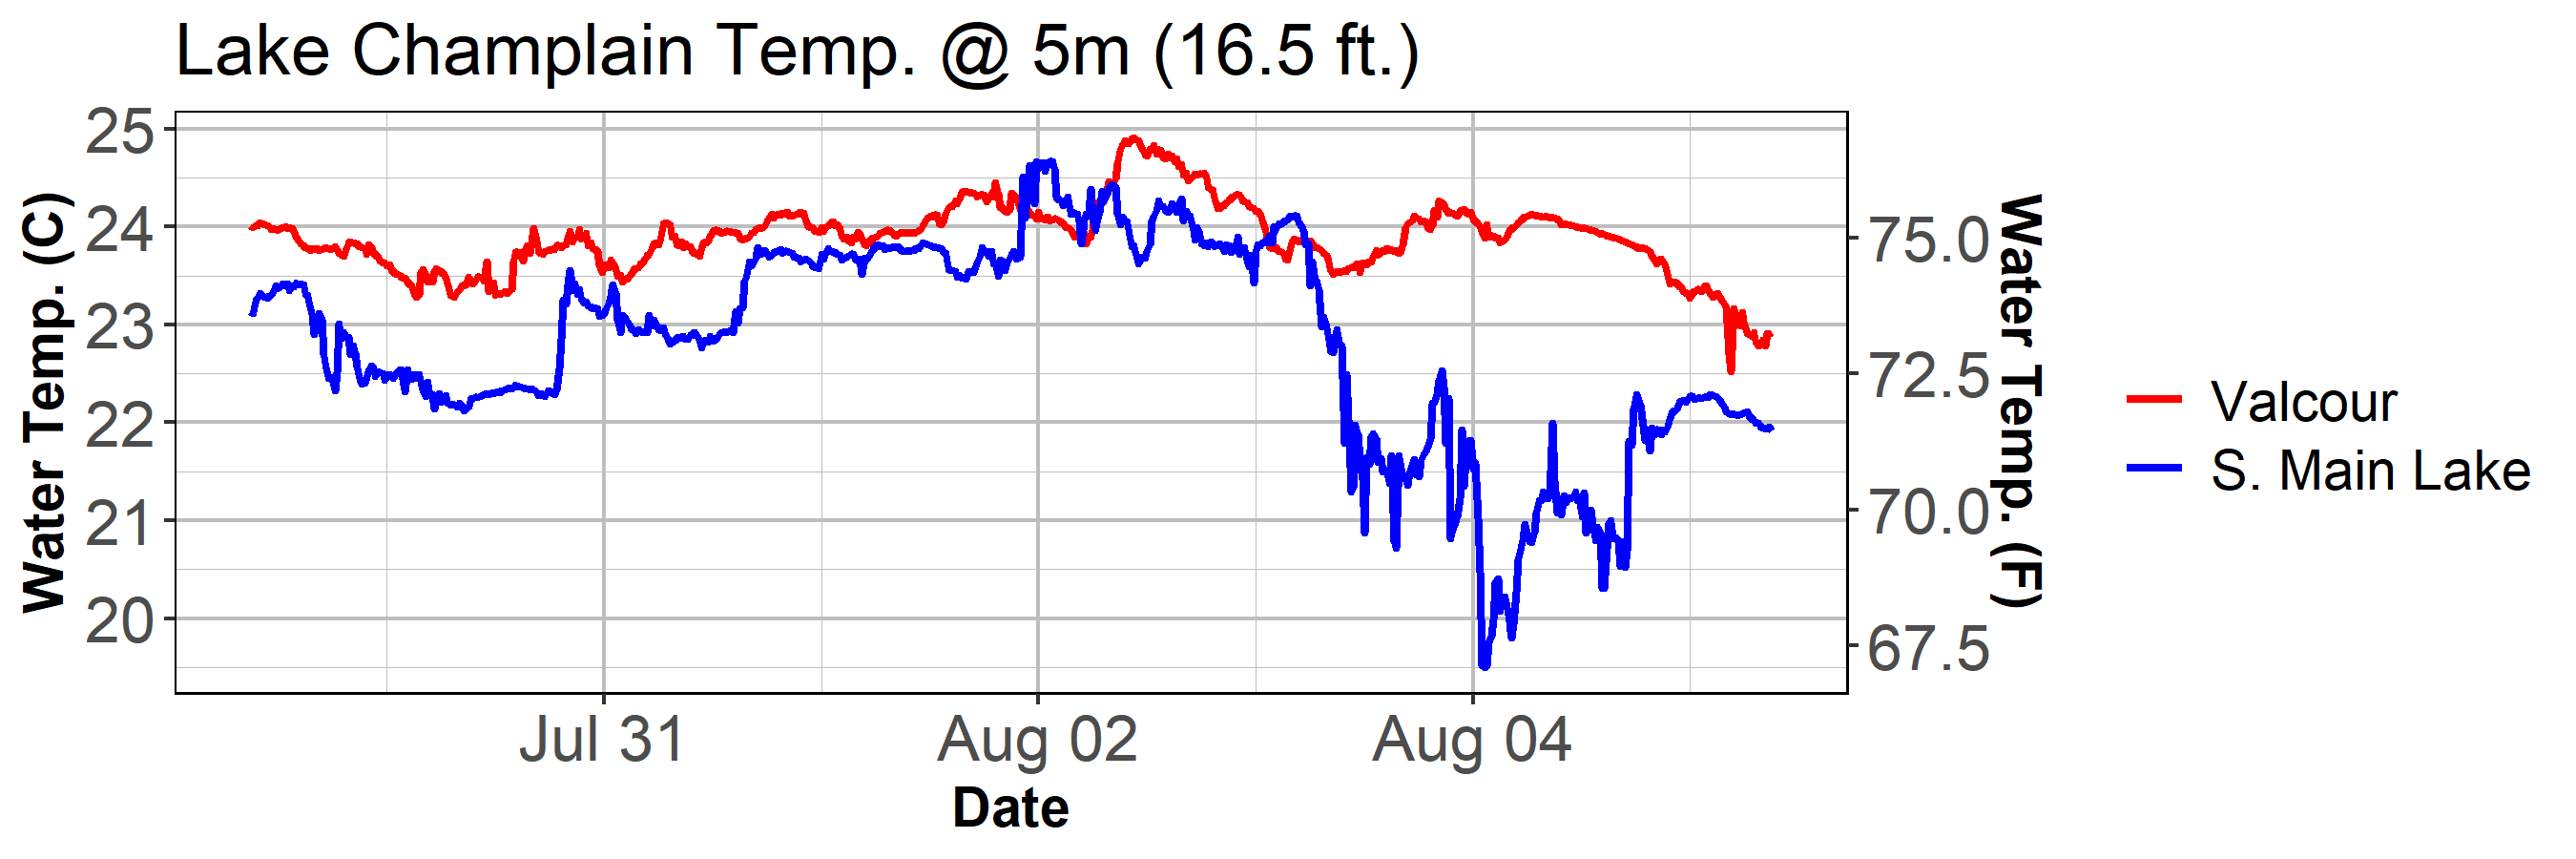 Lake Champlain Temp. @ 5m (16.5 ft.)
Water Temp. (C)
25
24
23
22
21
20
75.0
72.5
70.0
67.5
Water Temp. (F)
Jul 31
Aug 02
Aug 04
Date
Valcour
S. Main Lake